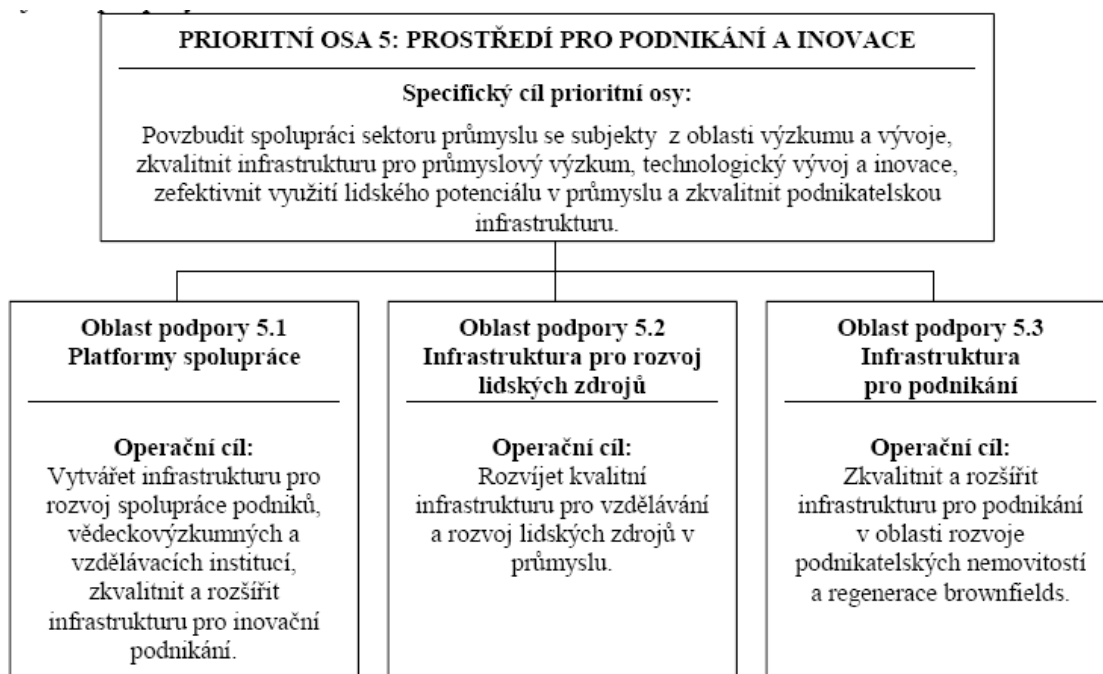 PRIORITNÍ OSA 5: PROSTŘEDÍ PRO PODNIKÁNÍ A INOVACE
Specifický cíl prioritní osy:
Povzbudit spolupráci sektoru průmyslu se subjekty z oblasti výzkumu a vývoje,
zkvalitnit infrastrukturu pro průmyslový výzkum, technologický vývoj a inovace,
zefektivnit využití lidského potenciálu v průmyslu a zkvalitnit podnikatelskou
infrastrukturu.
Oblast podpory 5.1
Platformy spolupráce
Operační cíl:
Vytvářet infrastrukturu pro
rozvoj spolupráce podniků,
vědeckovýzkumných a
vzdělávacích institucí,
zkvalitnit a rozšířit
infrastrukturu pro inovační
podnikání.
Oblast podpory 5.2
Infrastruktura pro rozvoj
lidských zdrojů
Operační cíl:
Rozvíjet kvalitní
infrastrukturu pro vzdělávání
a rozvoj lidských zdrojů v
průmyslu.
Oblast podpory 5.3
Infrastruktura
pro podnikání
Operační cíl:
Zkvalitnit a rozšířit
infrastrukturu pro podnikání
v oblasti rozvoje
podnikatelských nemovitostí
a regenerace brownfields.